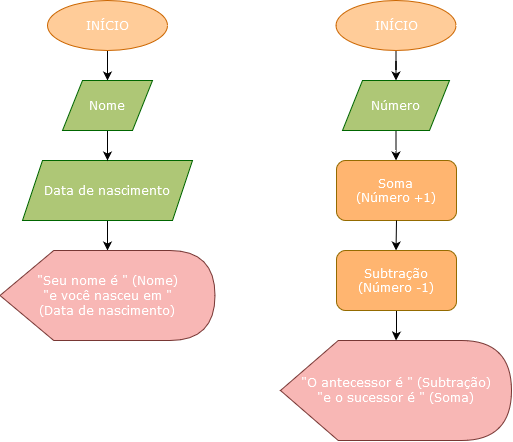 INÍCIO
Nome
Data de nascimento
"Seu nome é " (Nome)
"e você nasceu em "
(Data de nascimento)
INÍCIO
Número
Soma
(Número +1)
Subtração
(Número -1)
"O antecessor é " (Subtração)
"e o sucessor é " (Soma)